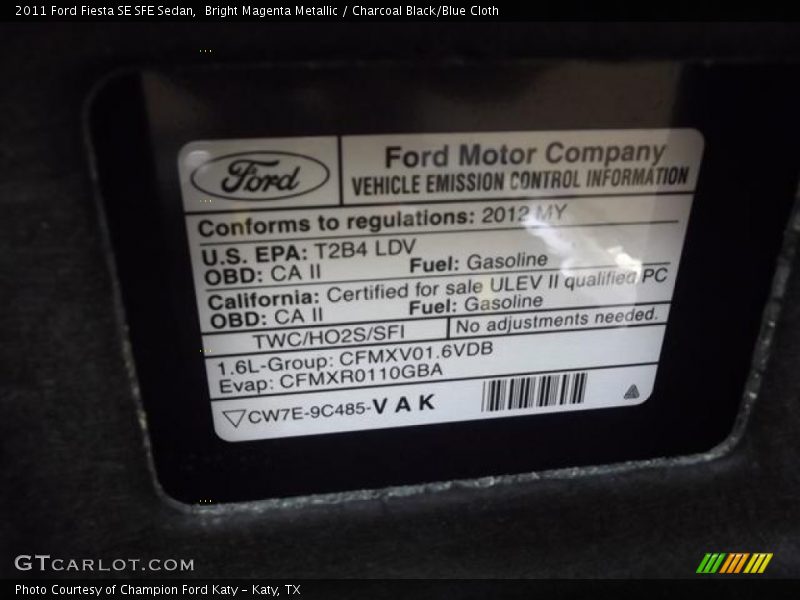 2011 Ford Fiesta SE SFE Sedan, Bright Magenta Metallic / Charcoal Black/Blue Cloth
Ford
Ford Motor Company
VEHICLE EMISSION CONTROL INFORMATION
Conforms to regulations: 2012 MY
U.S. EPA: T2B4 LDV
OBD: CA II Fuel: Gasoline
California: Certified for sale ULEV II qualified PC
OBD: CA II Fuel: Gasoline
TWC/HO2S/SFI No adjustments needed.
1.6L-Group: CFMXV01.6VDB
Evap: CFMXR0110GBA
CW7E-9C485-VAK
GTCARLOT.COM
Photo Courtesy of Champion Ford Katy - Katy, TX